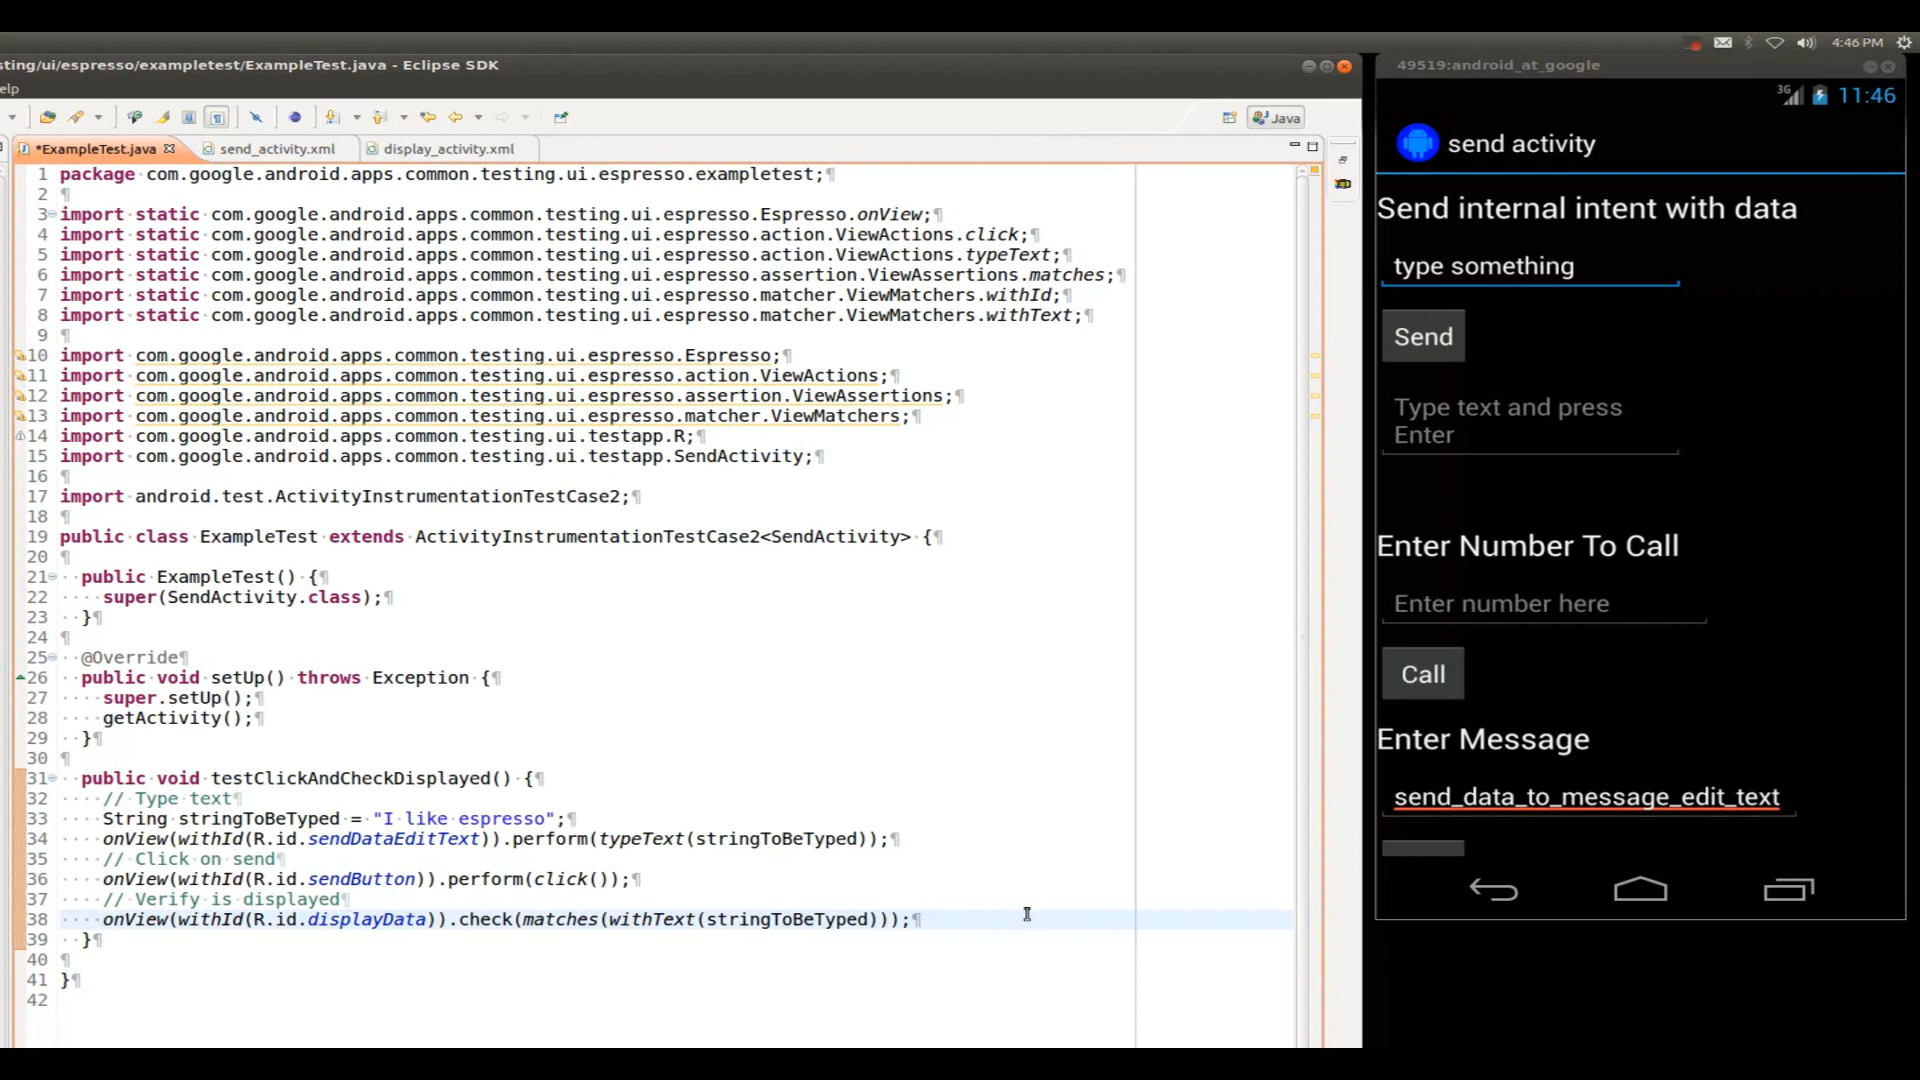 4:46 PM
sting/ui/espresso/exampletest/ExampleTest.java - Eclipse SDK
elp
Java
*ExampleTest.java
send_activity.xml
display_activity.xml
1 package com.google.android.apps.common.testing.ui.espresso.exampletest;¶
2 ¶
3 import static com.google.android.apps.common.testing.ui.espresso.Espresso.onView;¶
4 import static com.google.android.apps.common.testing.ui.espresso.action.ViewActions.click;¶
5 import static com.google.android.apps.common.testing.ui.espresso.action.ViewActions.typeText;¶
6 import static com.google.android.apps.common.testing.ui.espresso.assertion.ViewAssertions.matches;¶
7 import static com.google.android.apps.common.testing.ui.espresso.matcher.ViewMatchers.withId;¶
8 import static com.google.android.apps.common.testing.ui.espresso.matcher.ViewMatchers.withText;¶
9 ¶
10 import com.google.android.apps.common.testing.ui.espresso.Espresso;¶
11 import com.google.android.apps.common.testing.ui.espresso.action.ViewActions;¶
12 import com.google.android.apps.common.testing.ui.espresso.assertion.ViewAssertions;¶
13 import com.google.android.apps.common.testing.ui.espresso.matcher.ViewMatchers;¶
14 import com.google.android.apps.common.testing.ui.testapp.R;¶
15 import com.google.android.apps.common.testing.ui.testapp.SendActivity;¶
16 ¶
17 import android.test.ActivityInstrumentationTestCase2;¶
18 ¶
19 public class ExampleTest extends ActivityInstrumentationTestCase2<SendActivity> {¶
20 ¶
21 public ExampleTest() {¶
22 super(SendActivity.class);¶
23 }¶
24 ¶
25 @Override¶
26 public void setUp() throws Exception {¶
27 super.setUp();¶
28 getActivity();¶
29 }¶
30 ¶
31 public void testClickAndCheckDisplayed() {¶
32 // Type text¶
33 String stringToBeTyped = "I like espresso";¶
34 onView(withId(R.id.sendDataEditText)).perform(typeText(stringToBeTyped));¶
35 // Click on send¶
36 onView(withId(R.id.sendButton)).perform(click());¶
37 // Verify is displayed¶
38 onView(withId(R.id.displayData)).check(matches(withText(stringToBeTyped)));¶
39 }¶
40 ¶
41 }¶
42
49519:android_at_google
3G 11:46
send activity
Send internal intent with data
type something
Send
Type text and press
Enter
Enter Number To Call
Enter number here
Call
Enter Message
send_data_to_message_edit_text